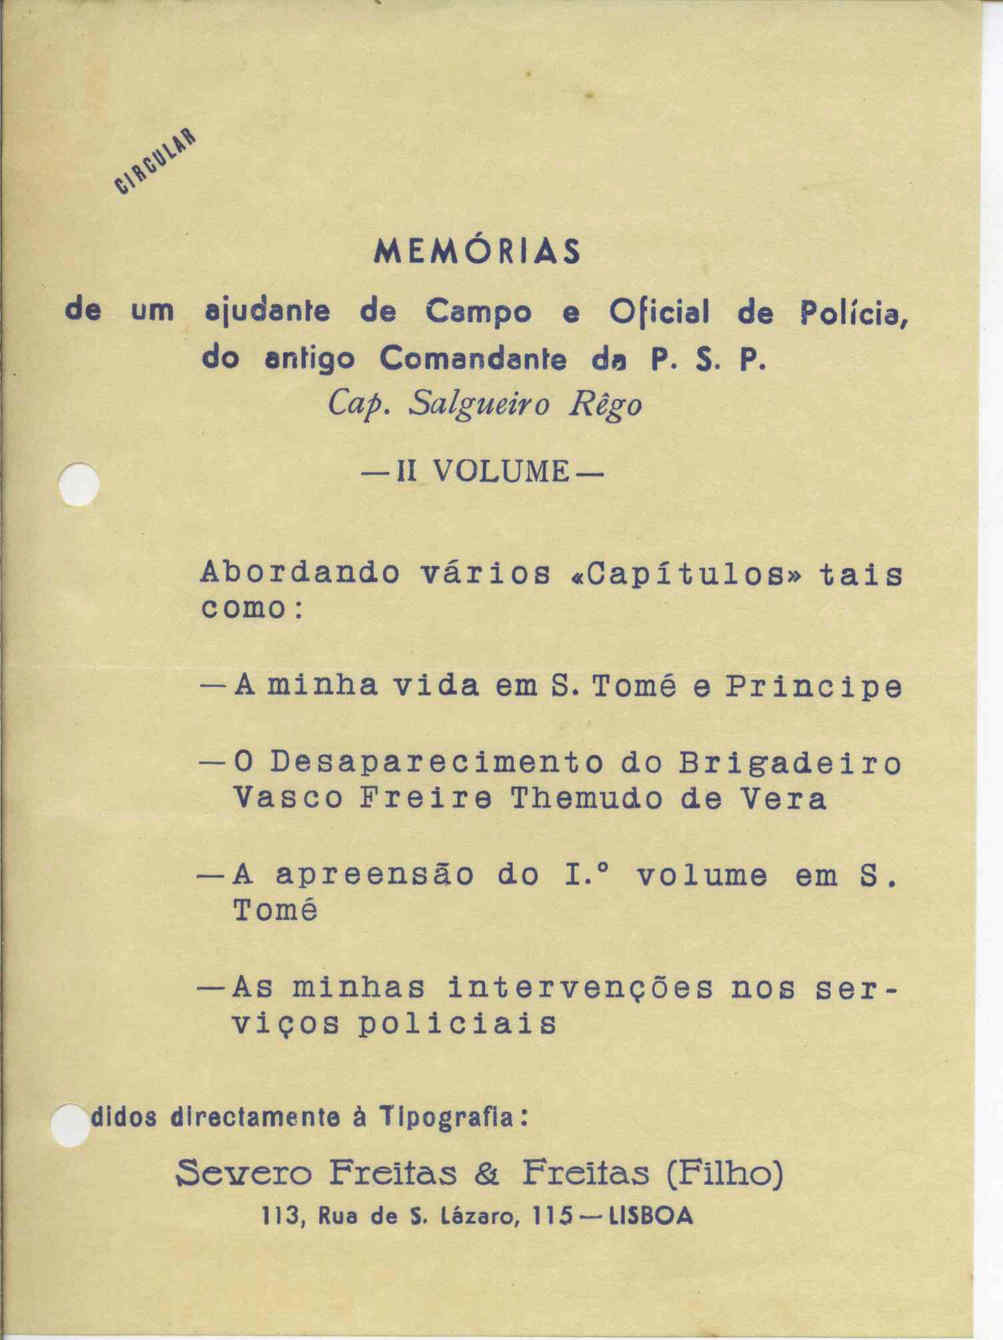 CIRCULAR
MEMÓRIAS
de um ajudante de Campo e Oficial de Polícia,
do antigo Comandante da P. S. P.
Cap. Salgueiro Rêgo
—II VOLUME—
Abordando vários «Capítulos» tais
como:
—A minha vida em S. Tomé e Principe
—O Desaparecimento do Brigadeiro
Vasco Freire Themudo de Vera
—A apreensão do I.º volume em S.
Tomé
—As minhas intervenções nos ser-
viços policiais
didos directamente à Tipografia:
Severo Freitas & Freitas (Filho)
113, Rua de S. Lázaro, 115—LISBOA